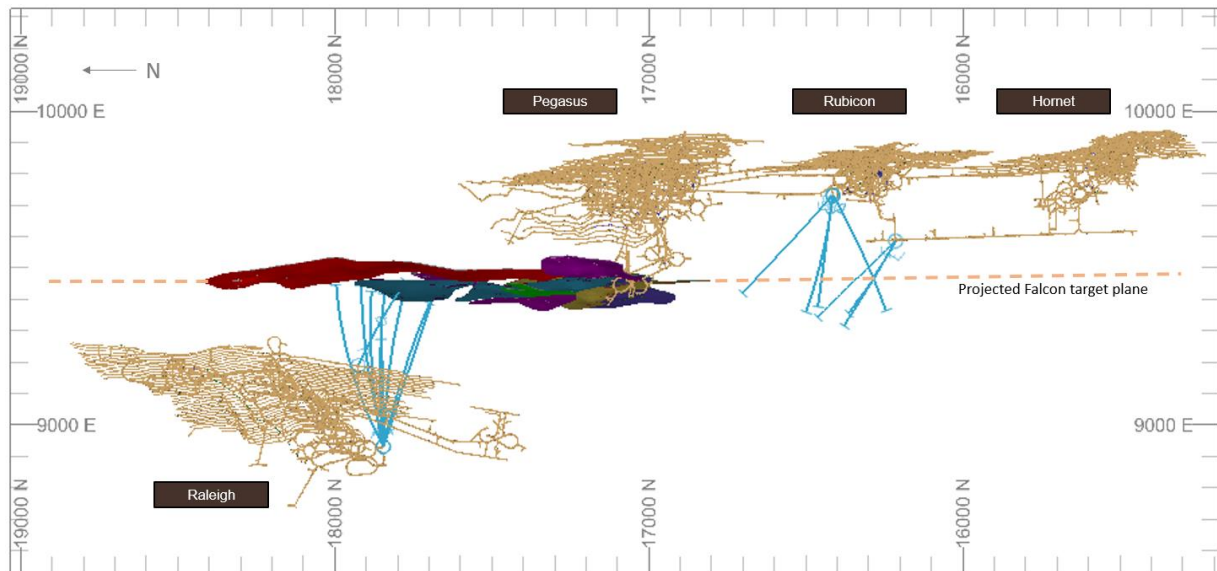 19000 N
18000 N
17000 N
16000 N
N
Pegasus
Rubicon
Hornet
10000 E
10000 E
Projected Falcon target plane
9000 E
9000 E
Raleigh
19000 N
18000 N
17000 N
16000 N